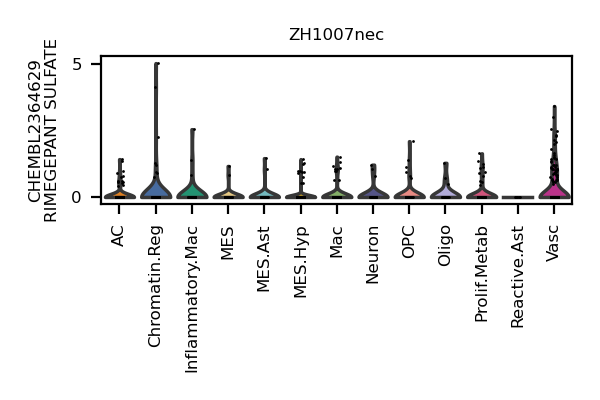 ZH1007nec
CHEMBL2364629
RIMEGEPANT SULFATE
5
0
AC
Chromatin.Reg
Inflammatory.Mac
MES
MES.Ast
MES.Hyp
Mac
Neuron
OPC
Oligo
Prolif.Metab
Reactive.Ast
Vasc